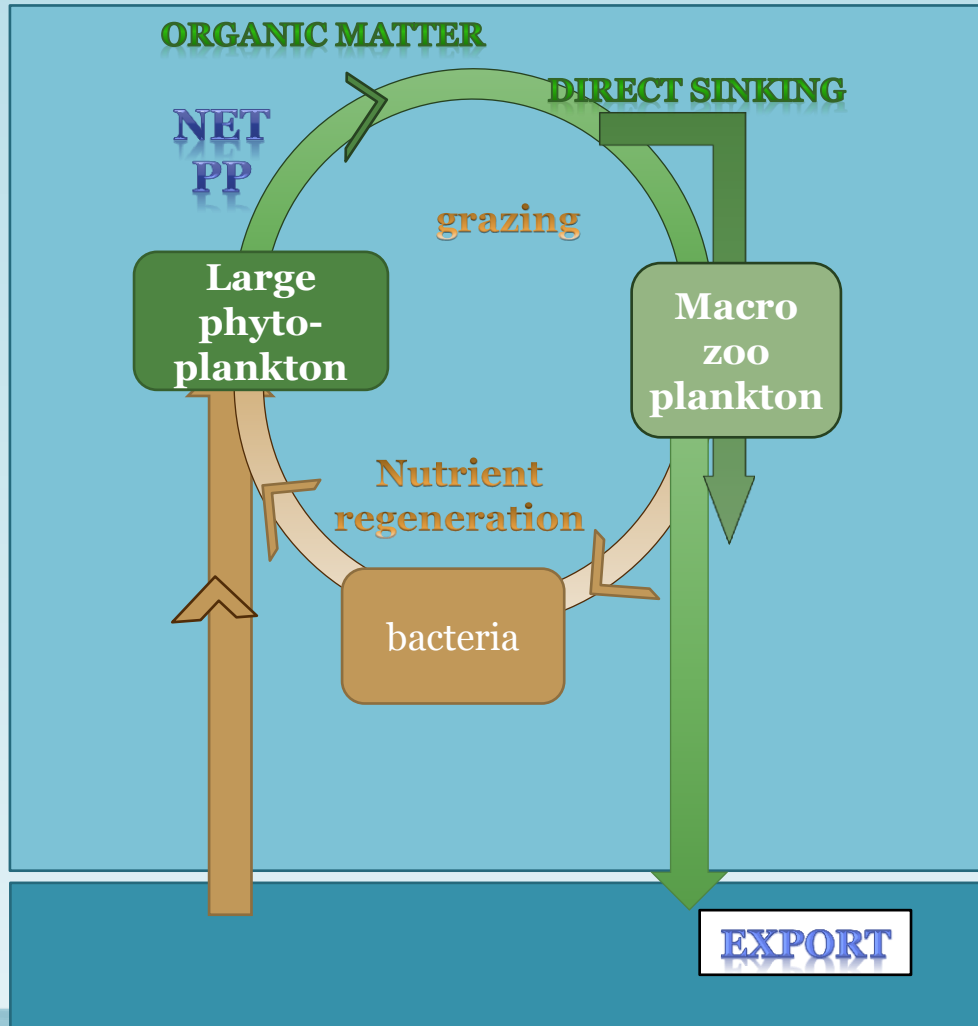 ORGANIC MATTER
DIRECT SINKING
NET
PP
grazing
Large
phyto-
plankton
Macro
zoo
plankton
Nutrient
regeneration
bacteria
EXPORT